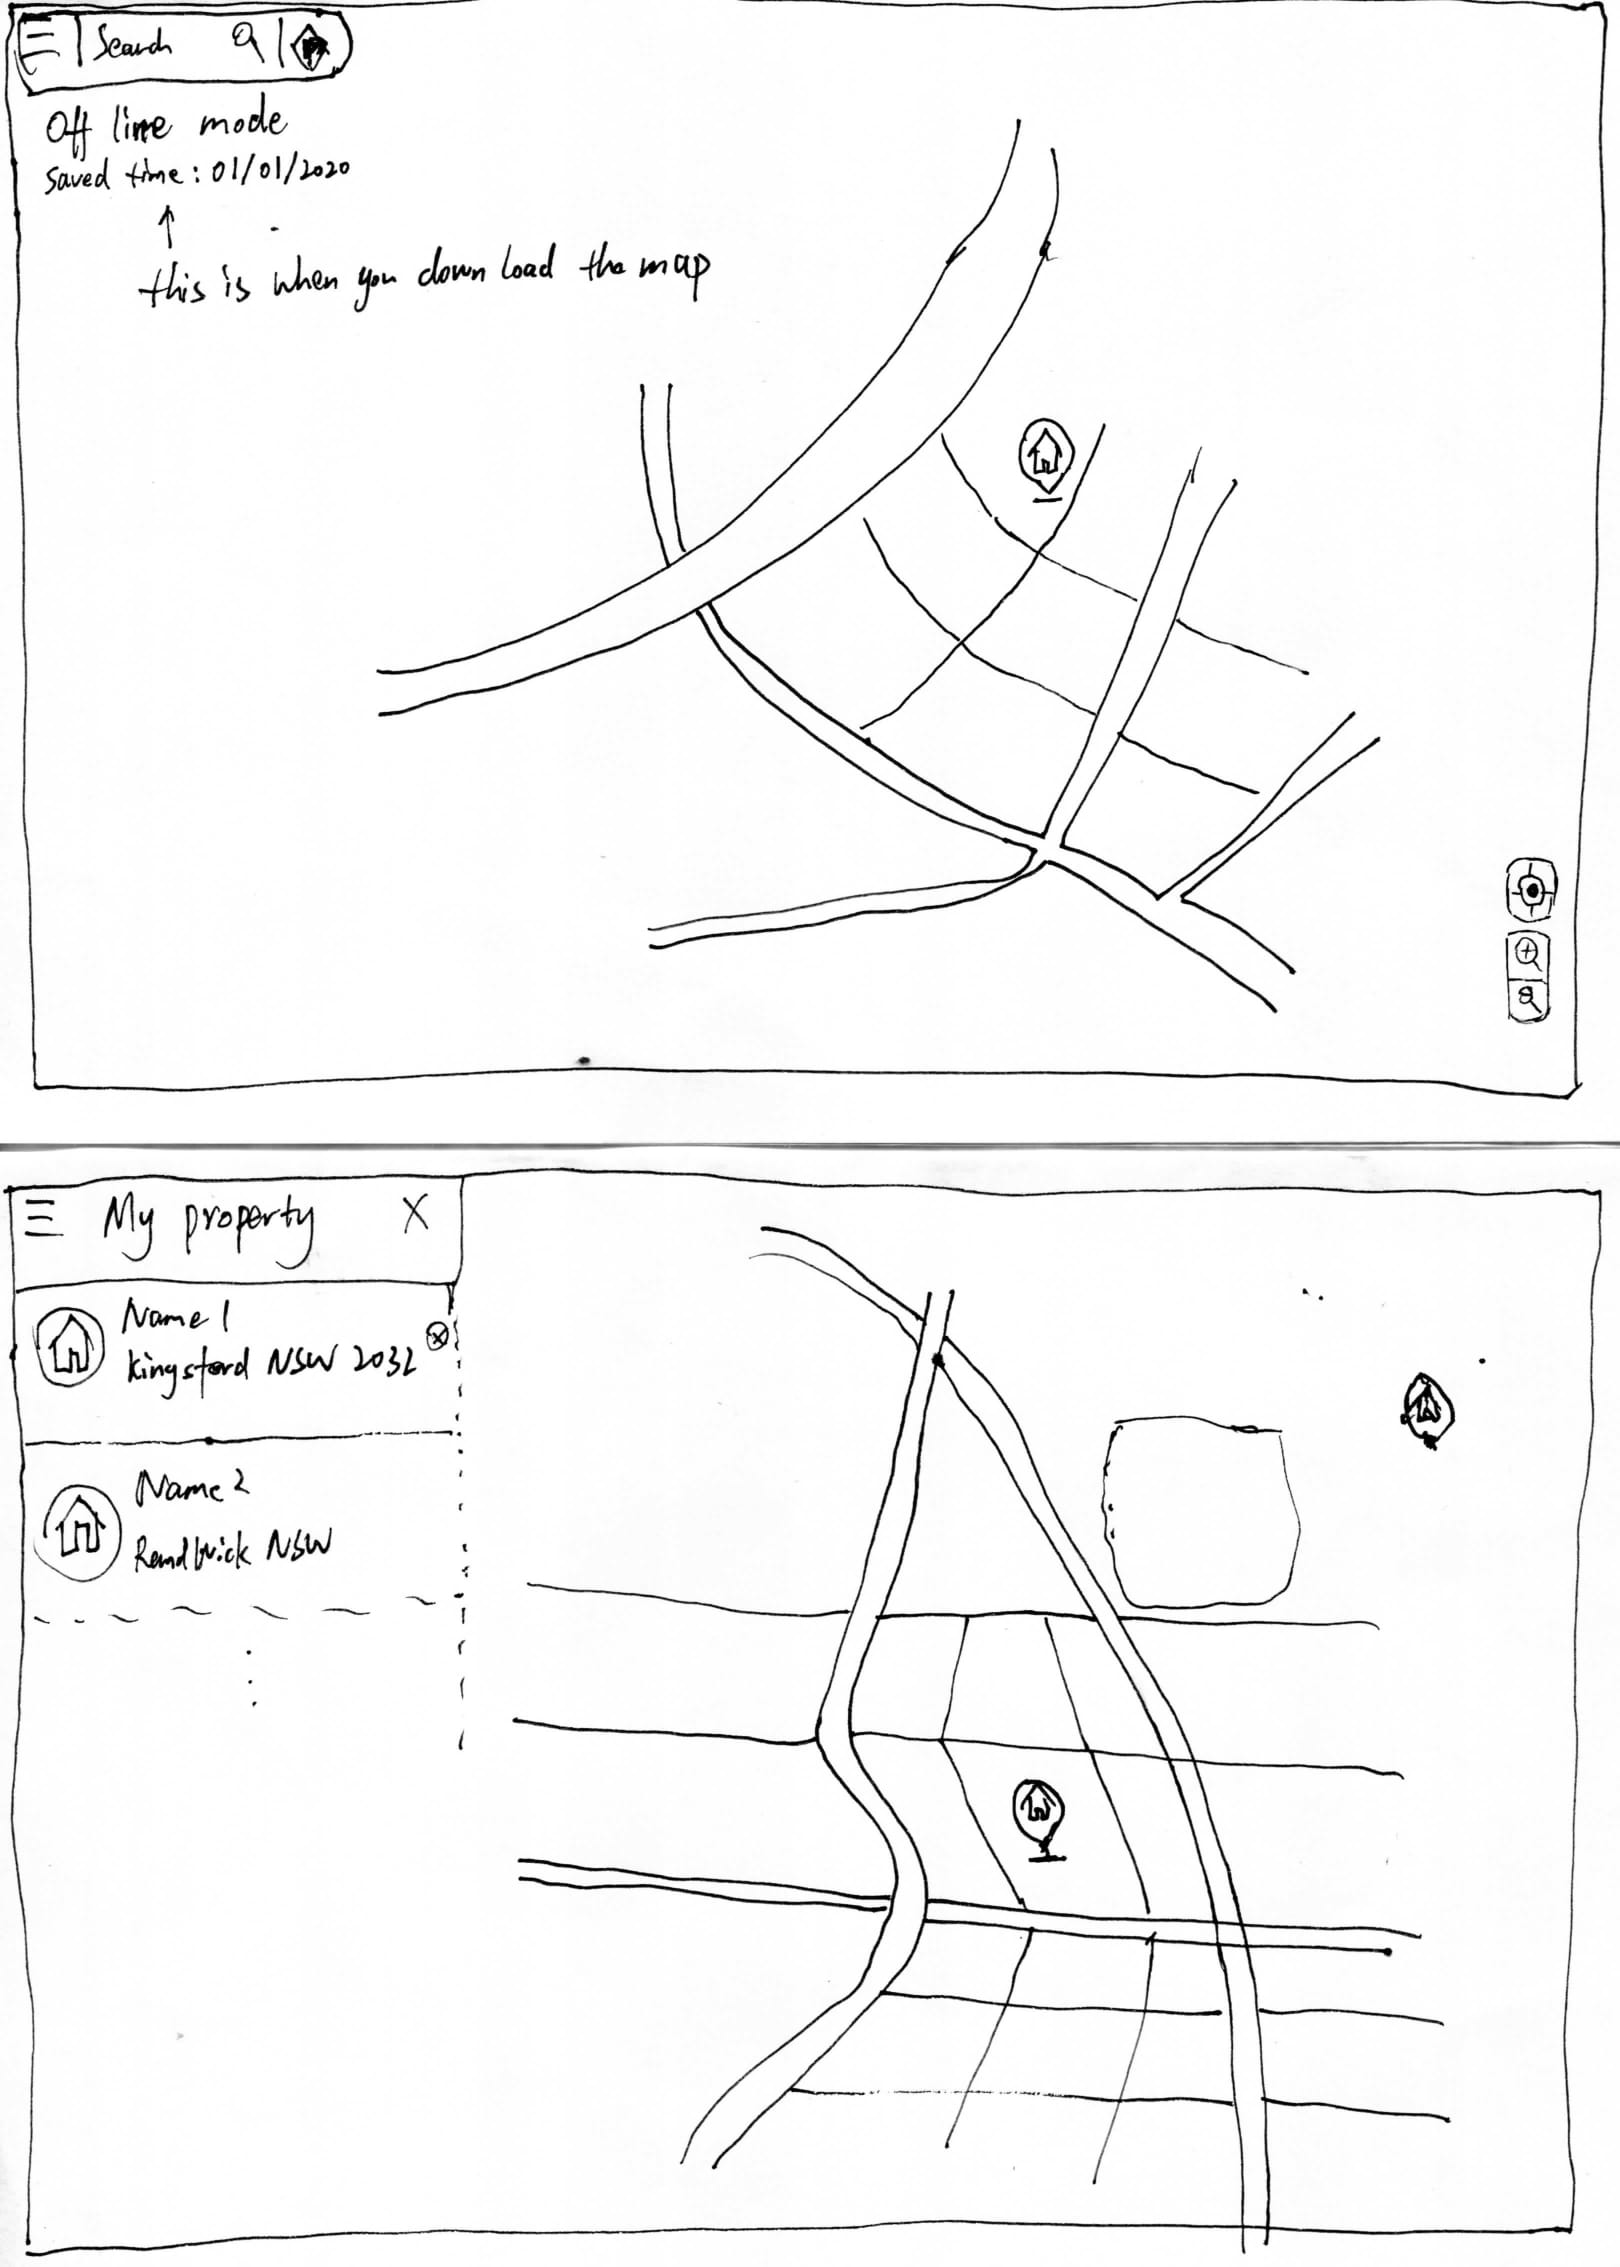 Search
Off line mode
Saved time: 01/01/2020
this is when you down load the map
My property X
Name 1
Kingsford NSW 2032
Name 2
Randwick NSW